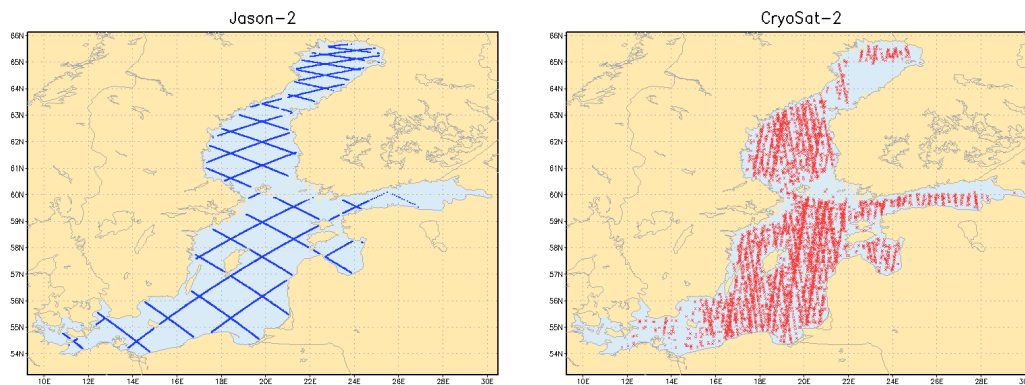 Jason-2
CryoSat-2
66N
65N
64N
63N
62N
61N
60N
59N
58N
57N
56N
55N
54N
10E 12E 14E 16E 18E 20E 22E 24E 26E 28E 30E
66N
65N
64N
63N
62N
61N
60N
59N
58N
57N
56N
55N
54N
10E 12E 14E 16E 18E 20E 22E 24E 26E 28E 30E